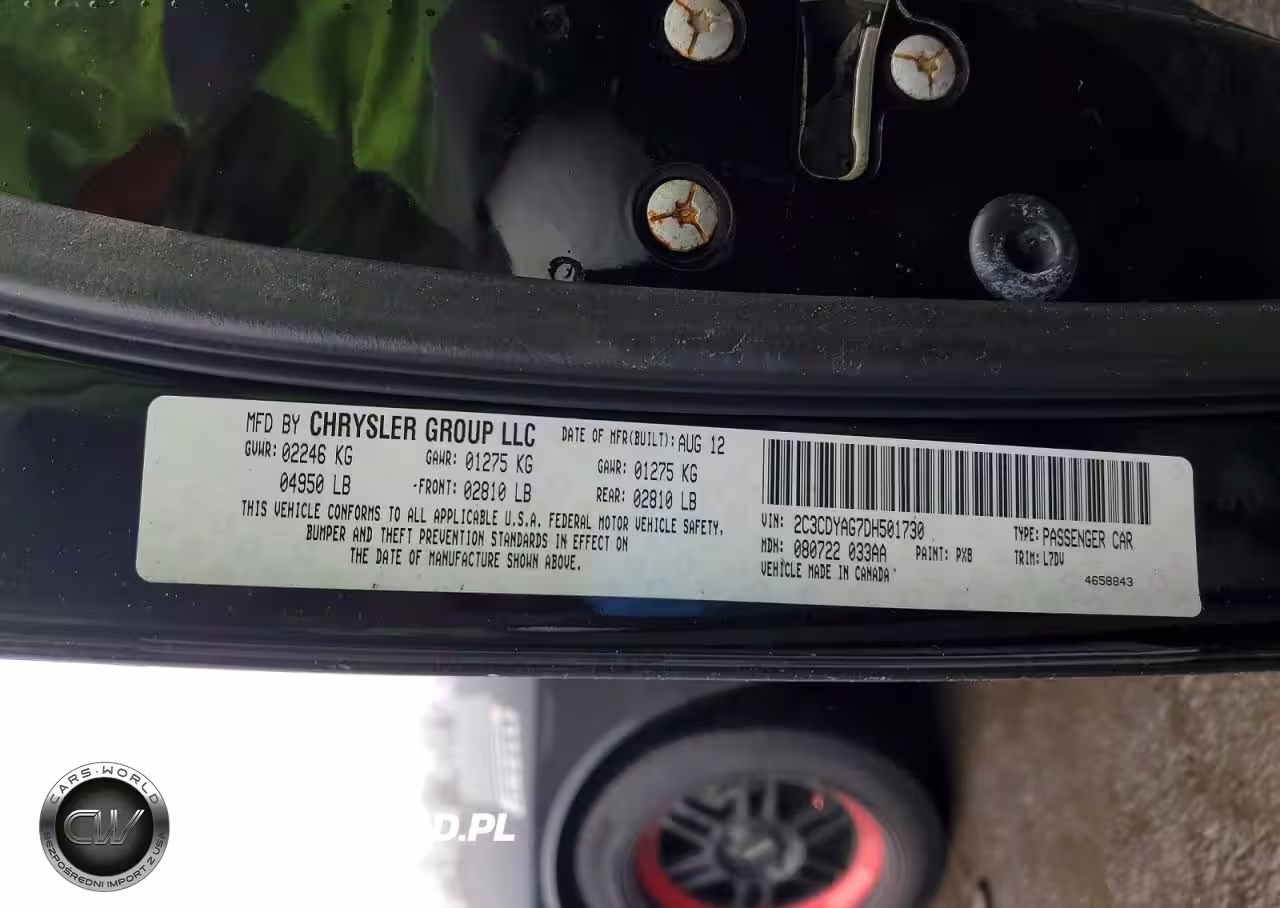 MFD BY CHRYSLER GROUP LLC DATE OF MFR(BUILT): AUG 12
GVWR: 02246 KG GAWR: 01275 KG GAWR: 01275 KG
04950 LB -FRONT: 02810 LB REAR: 02810 LB
THIS VEHICLE CONFORMS TO ALL APPLICABLE U.S.A. FEDERAL MOTOR VEHICLE SAFETY,
BUMPER AND THEFT PREVENTION STANDARDS IN EFFECT ON
THE DATE OF MANUFACTURE SHOWN ABOVE.
VIN: 2C3CDYAG7DH501730 TYPE: PASSENGER CAR
MDH: 080722 033AA PAINT: PX8 TRIM: L7DV
VEHICLE MADE IN CANADA 4658843
CARS-WORLD
CW
BEZPOŚREDNI IMPORT Z USA
D.PL